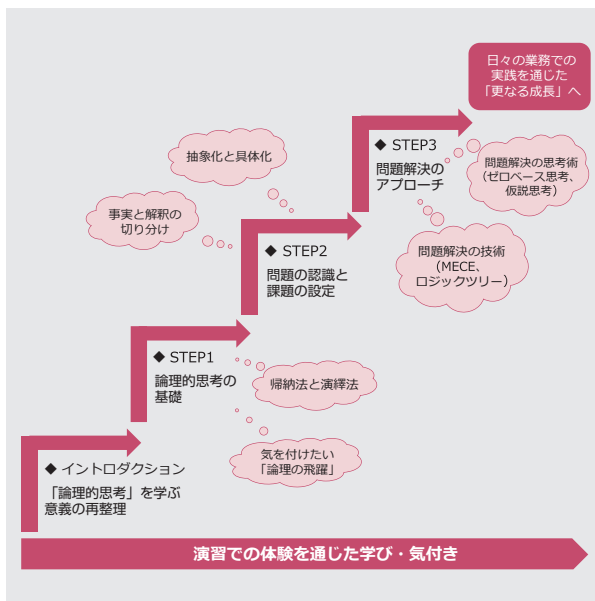 日々の業務での
実践を通じた
「更なる成長」へ
◆ STEP3
問題解決の
アプローチ
問題解決の思考術
(ゼロベース思考、
仮説思考)
問題解決の技術
(MECE、
ロジックツリー)
抽象化と具体化
事実と解釈の
切り分け
◆ STEP2
問題の認識と
課題の設定
◆ STEP1
論理的思考の
基礎
帰納法と演繹法
気を付けたい
「論理の飛躍」
◆ イントロダクション
「論理的思考」を学ぶ
意義の再整理
演習での体験を通じた学び・気付き